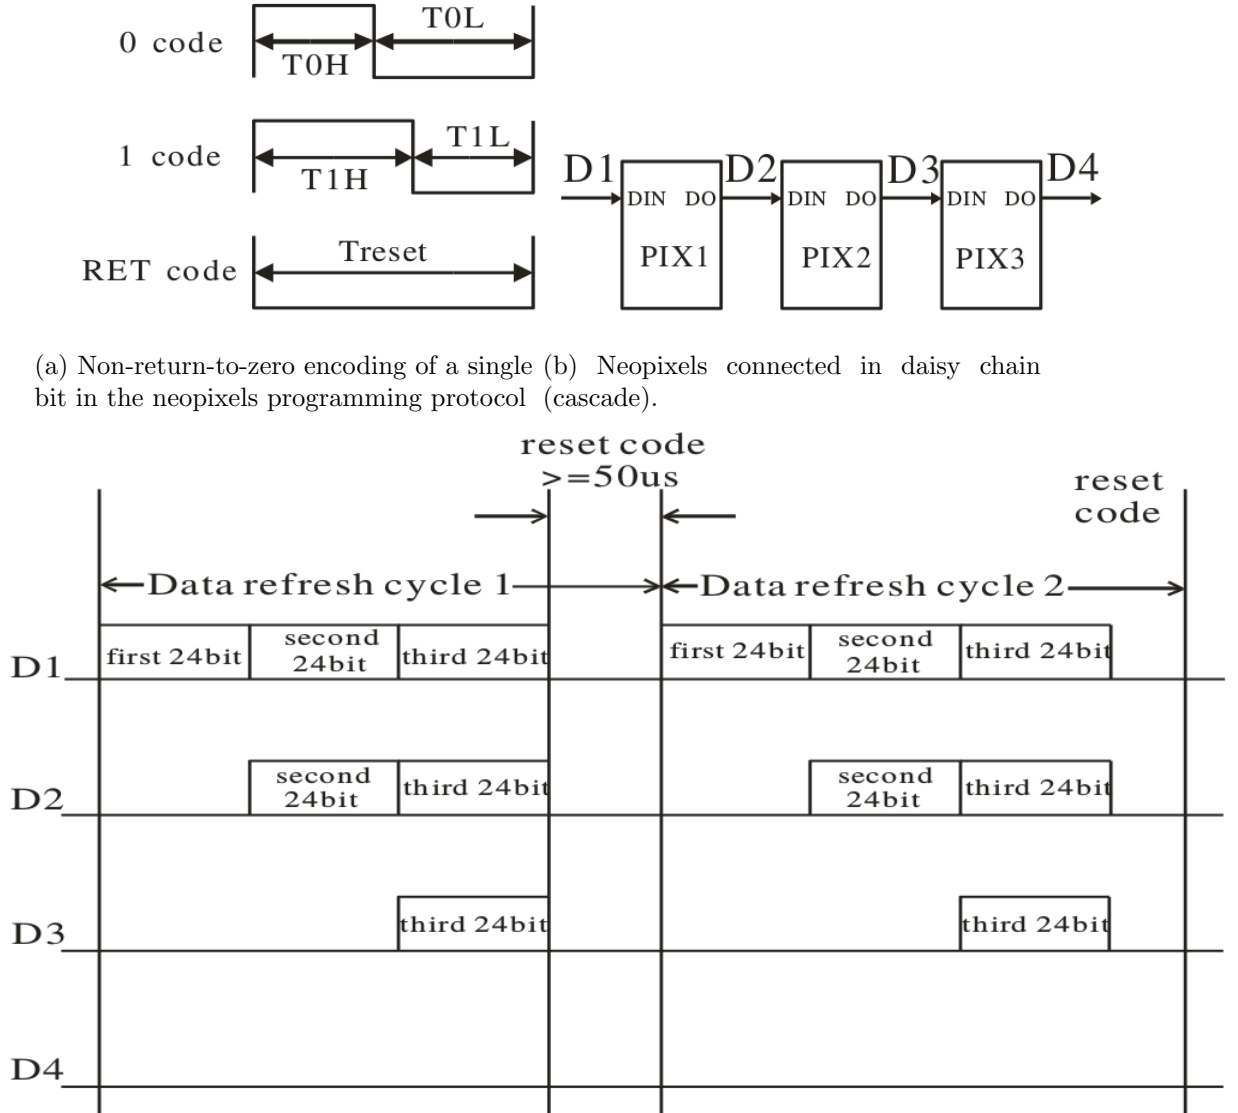 0 code
T0H
T0L
1 code
T1H
T1L
RET code
Treset
D1
D2
D3
D4
DIN DO
PIX1
DIN DO
PIX2
DIN DO
PIX3
(a) Non-return-to-zero encoding of a single
bit in the neopixels programming protocol
(b) Neopixels connected in daisy chain
(cascade).
reset code
>=50us
reset
code
Data refresh cycle 1
Data refresh cycle 2
D1
first 24bit
second
24bit
third 24bit
first 24bit
second
24bit
third 24bit
D2
second
24bit
third 24bit
second
24bit
third 24bit
D3
third 24bit
third 24bit
D4